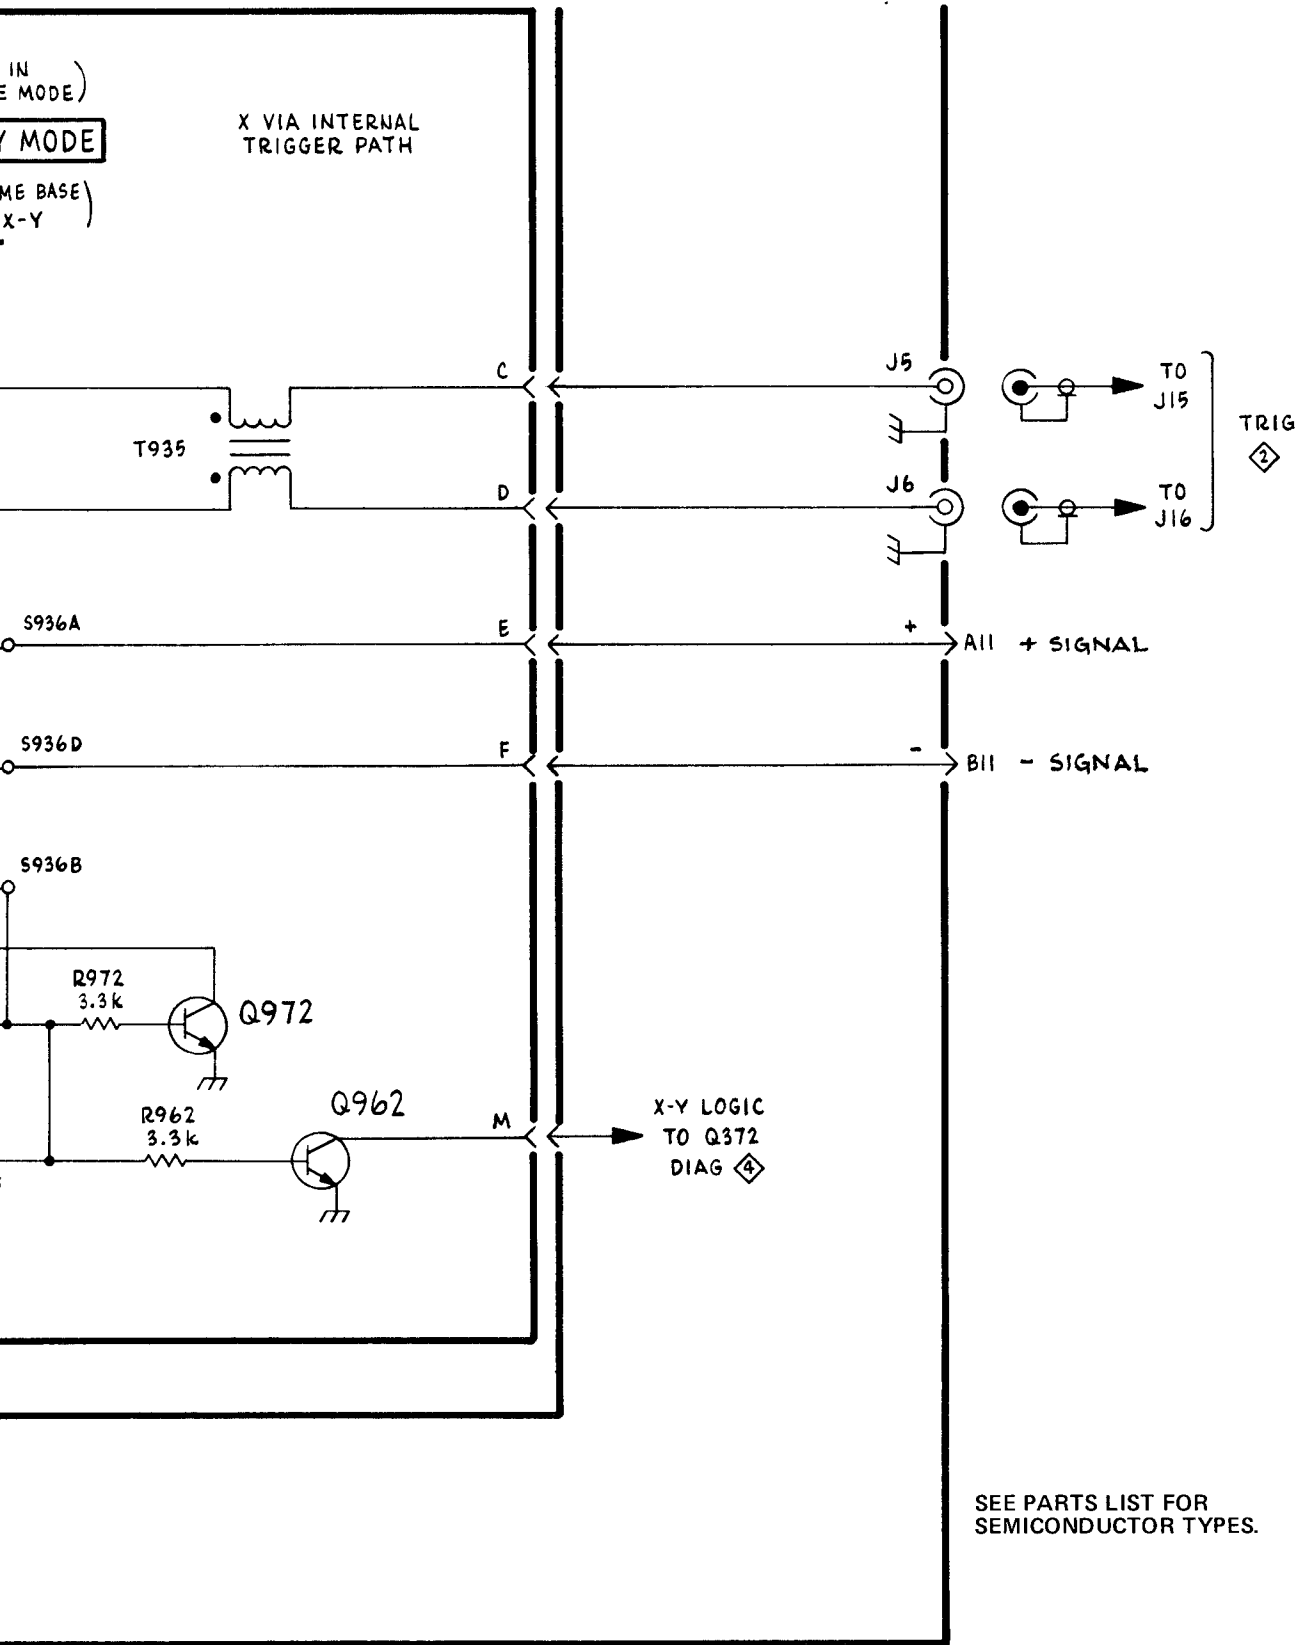 IN
E MODE)
Y MODE
ME BASE)
X-Y
X VIA INTERNAL
TRIGGER PATH
C
J5
TO
J15
T935
TRIG
2
D
J6
TO
J16
S936A
E
+
A11 + SIGNAL
S936D
F
-
B11 - SIGNAL
S936B
R972
3.3k
Q972
R962
3.3k
Q962
M
X-Y LOGIC
TO Q372
DIAG 4
SEE PARTS LIST FOR
SEMICONDUCTOR TYPES.